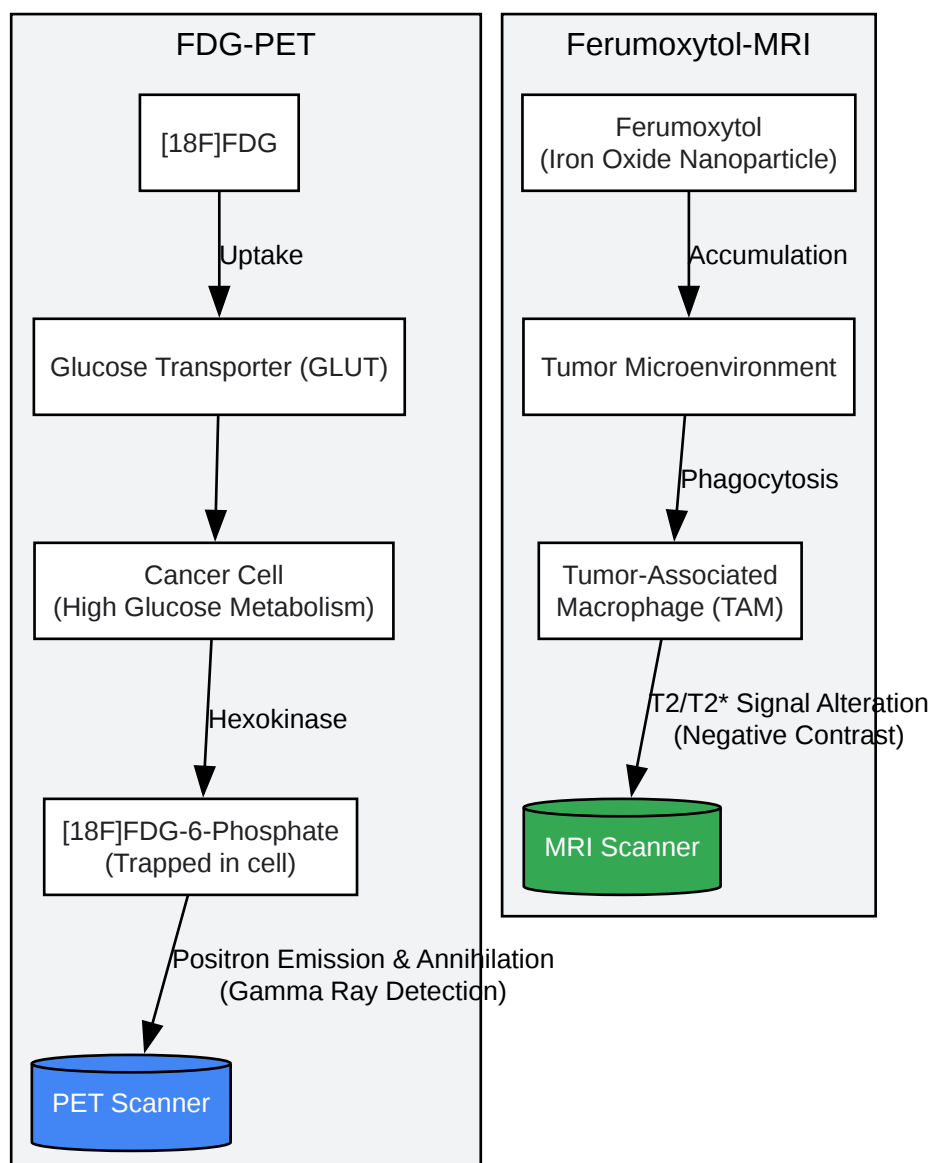 FDG-PET
[18F]FDG
Uptake
Glucose Transporter (GLUT)
Cancer Cell
(High Glucose Metabolism)
Hexokinase
[18F]FDG-6-Phosphate
(Trapped in cell)
Positron Emission & Annihilation
(Gamma Ray Detection)
PET Scanner
Ferumoxytol-MRI
Ferumoxytol
(Iron Oxide Nanoparticle)
Accumulation
Tumor Microenvironment
Phagocytosis
Tumor-Associated
Macrophage (TAM)
T2/T2* Signal Alteration
(Negative Contrast)
MRI Scanner